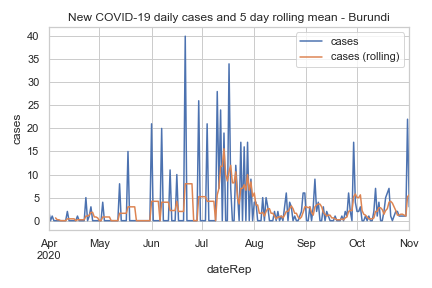 New COVID-19 daily cases and 5 day rolling mean - Burundi
cases
cases (rolling)
40
35
30
25
20
15
10
5
0
cases
Apr May Jun Jul Aug Sep Oct Nov
2020
dateRep